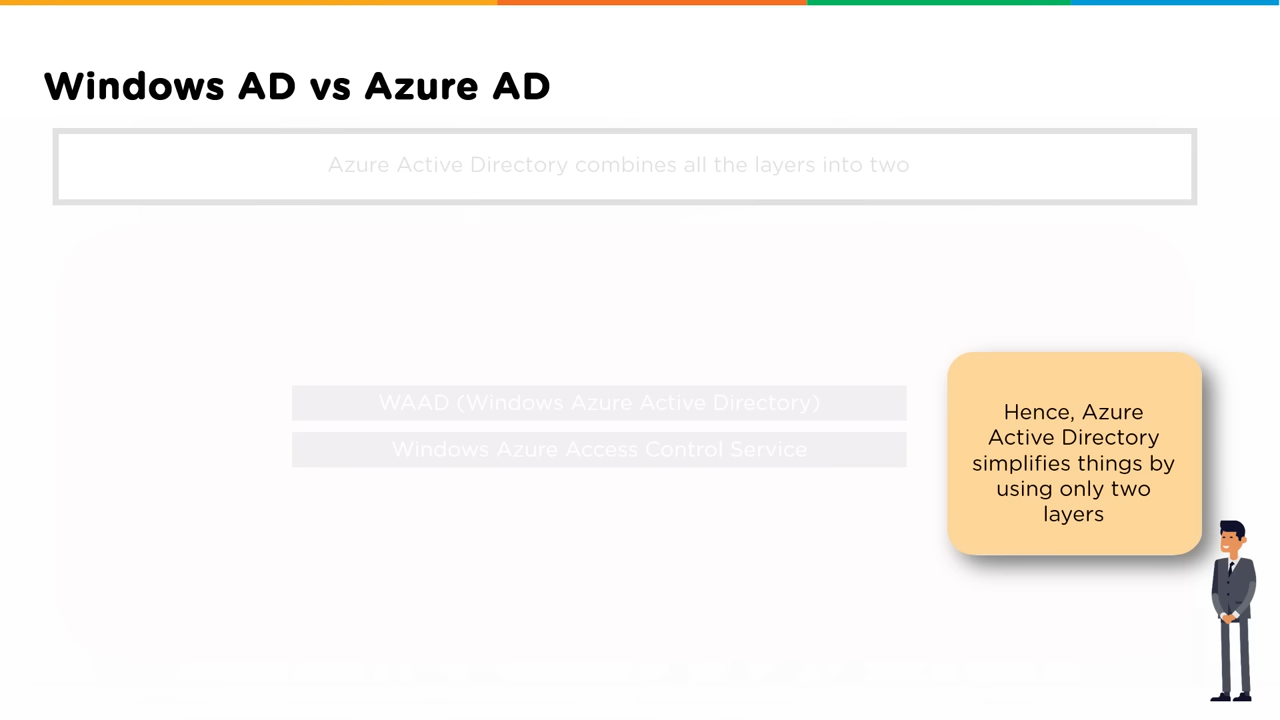 Windows AD vs Azure AD
Azure Active Directory combines all the layers into two
WAAD (Windows Azure Active Directory)
Windows Azure Access Control Service
Hence, Azure
Active Directory
simplifies things by
using only two
layers